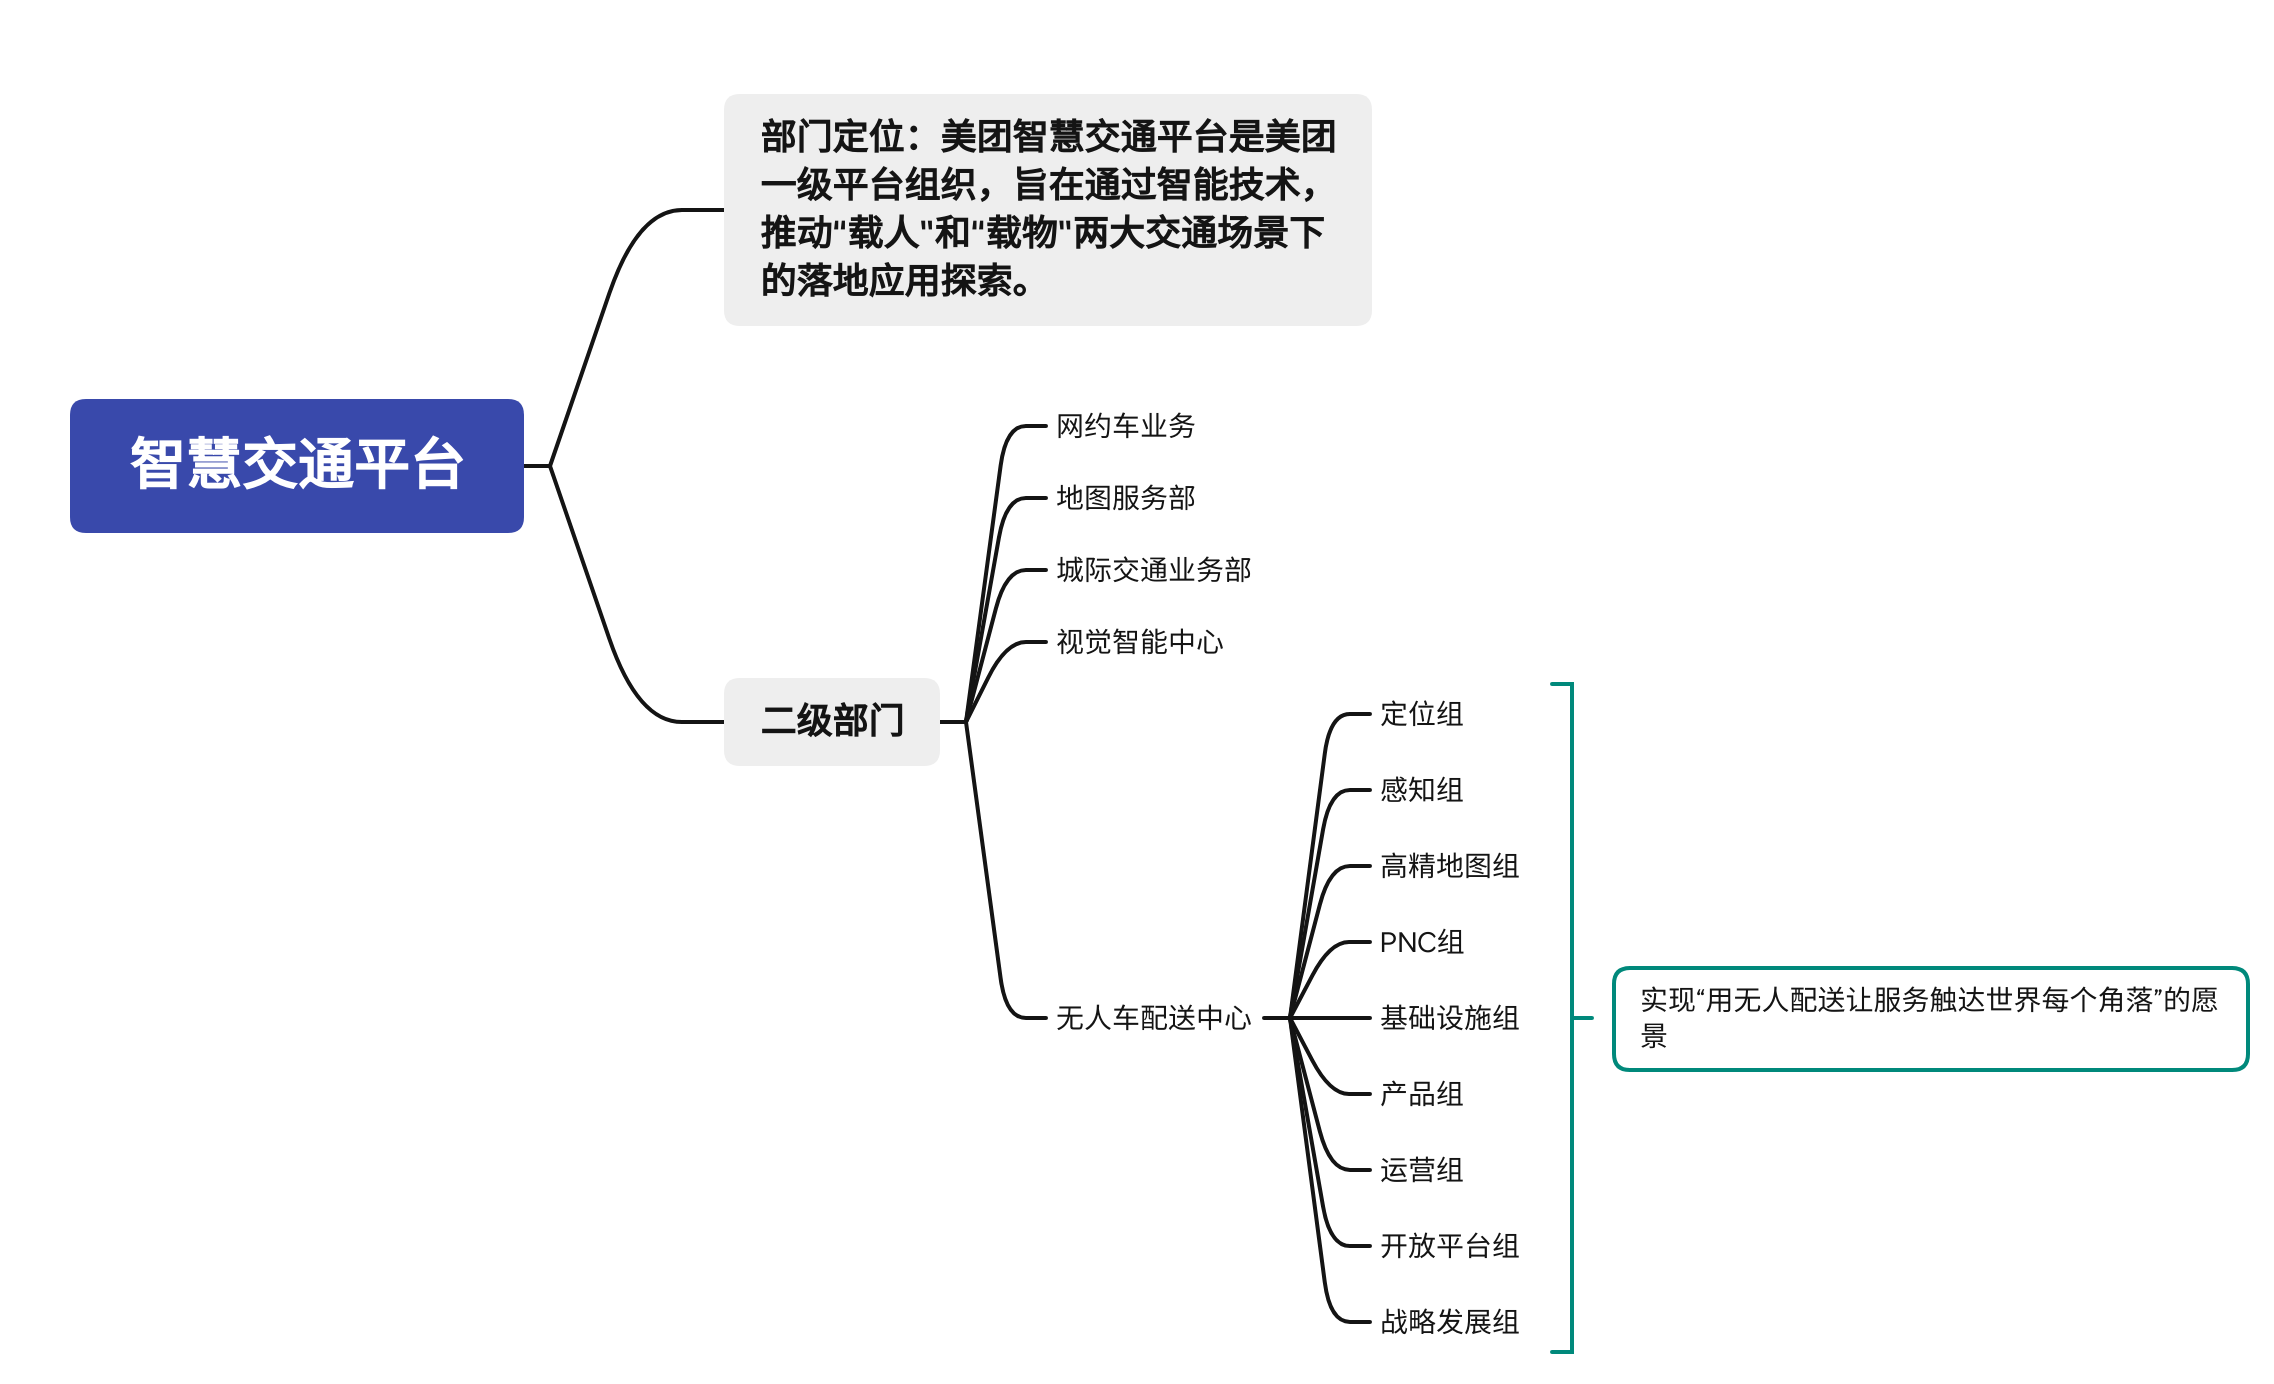 部门定位：美团智慧交通平台是美团
一级平台组织，旨在通过智能技术，
推动“载人"和“载物"两大交通场景下
的落地应用探索。
智慧交通平台
二级部门
网约车业务
地图服务部
城际交通业务部
视觉智能中心
无人车配送中心
定位组
感知组
高精地图组
PNC组
基础设施组
产品组
运营组
开放平台组
战略发展组
实现“用无人配送让服务触达世界每个角落”的愿
景